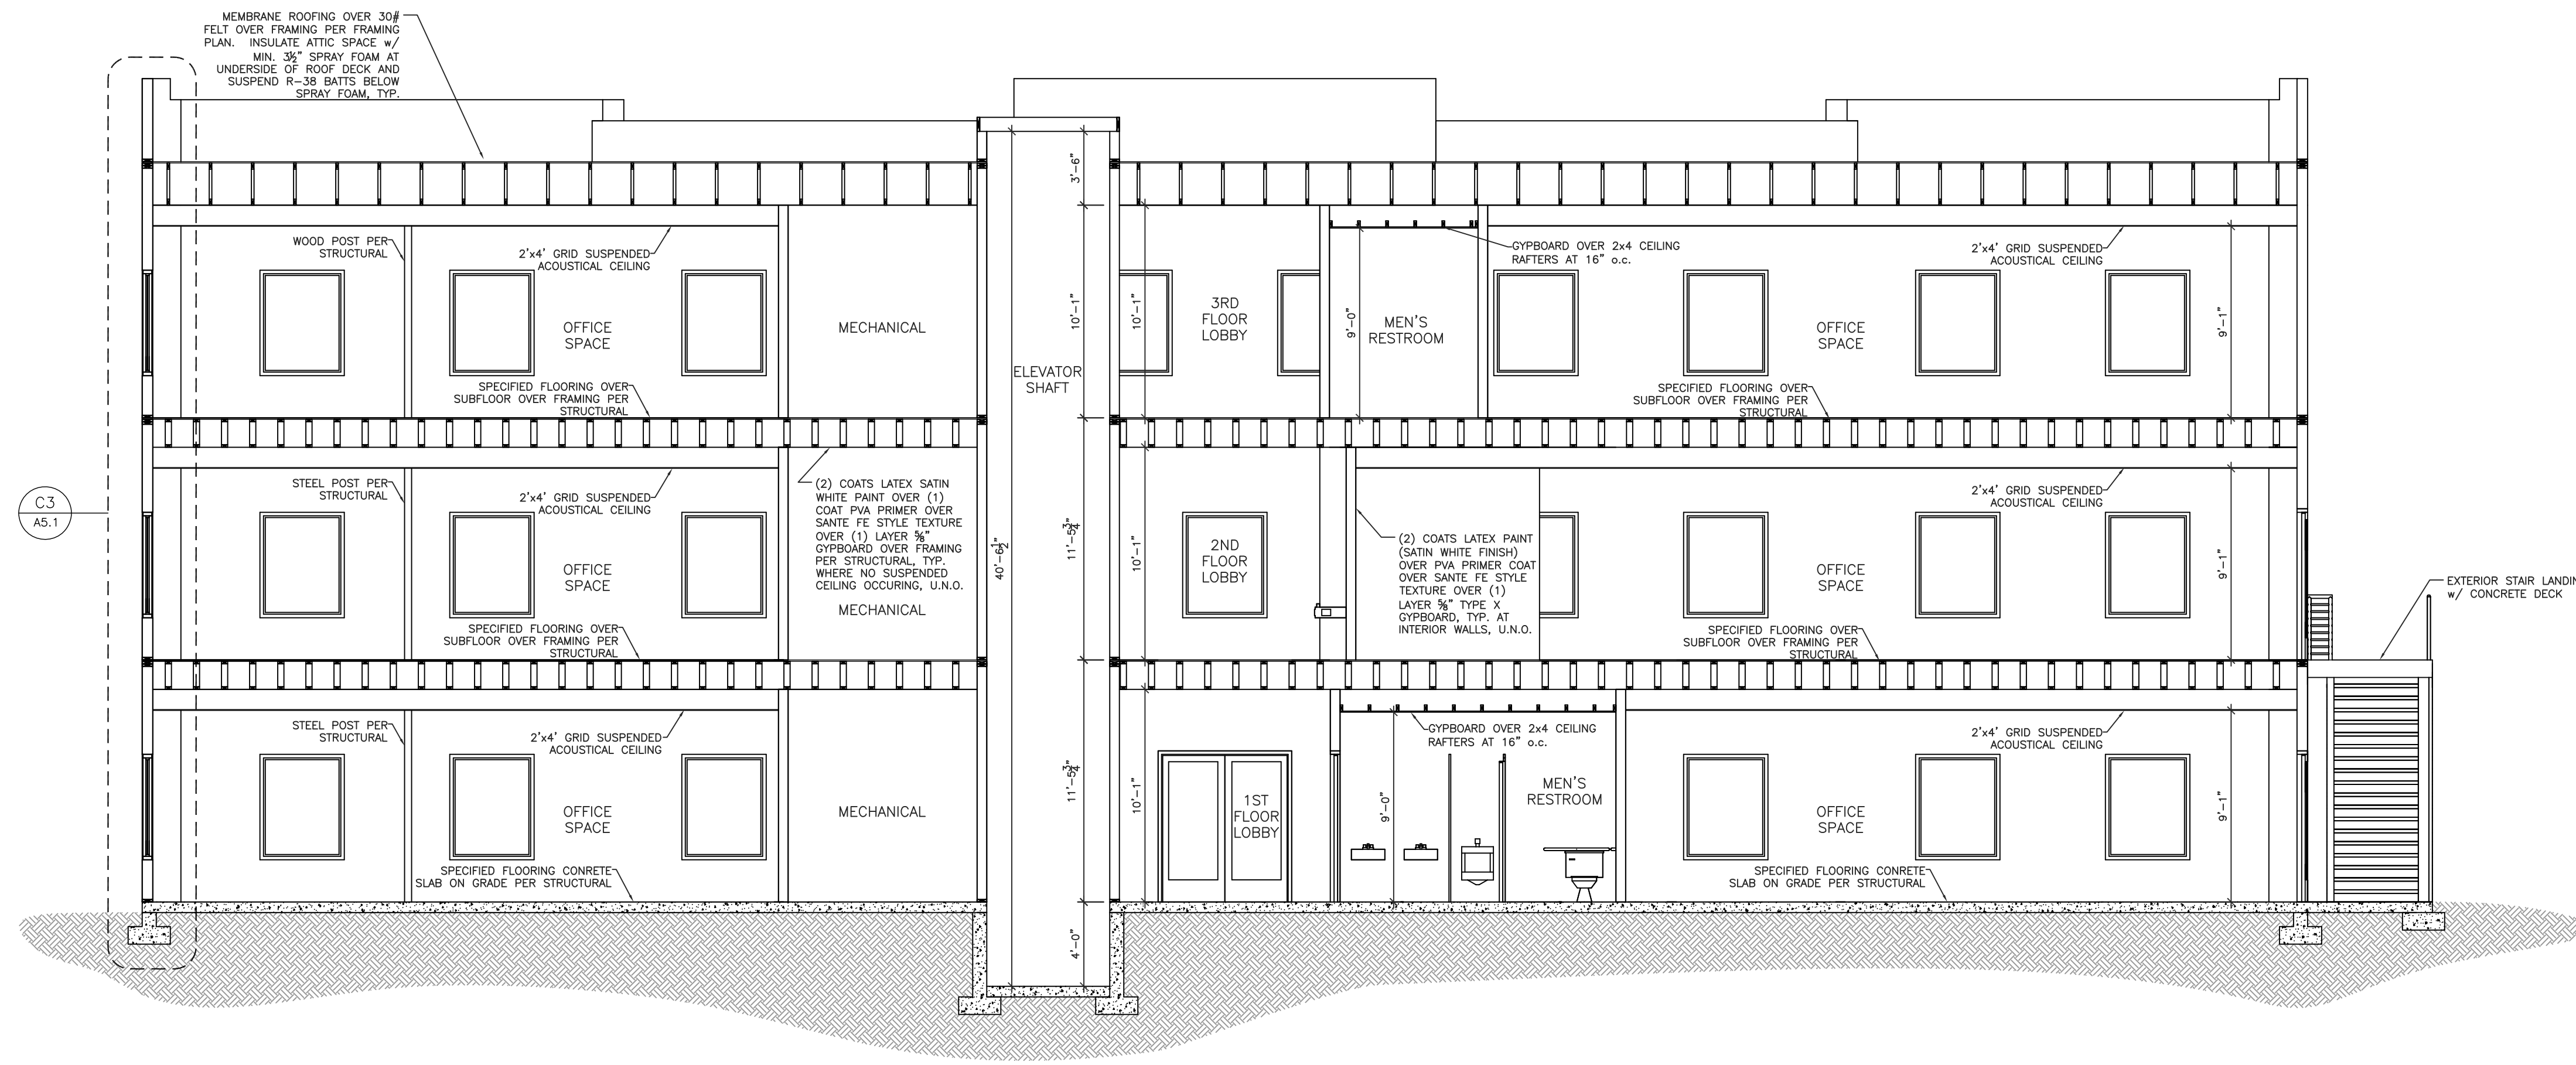 MEMBRANE ROOFING OVER 30#
FELT OVER FRAMING PER FRAMING
PLAN. INSULATE ATTIC SPACE w/
MIN. 3½" SPRAY FOAM AT
UNDERSIDE OF ROOF DECK AND
SUSPEND R-38 BATTS BELOW
SPRAY FOAM, TYP.
3'-6"
WOOD POST PER
STRUCTURAL
2'x4' GRID SUSPENDED
ACOUSTICAL CEILING
GYPBOARD OVER 2x4 CEILING
RAFTERS AT 16" o.c.
2'x4' GRID SUSPENDED
ACOUSTICAL CEILING
OFFICE
SPACE
MECHANICAL
10'-1"
10'-1"
3RD
FLOOR
LOBBY
9'-0"
MEN'S
RESTROOM
OFFICE
SPACE
9'-1"
ELEVATOR
SHAFT
SPECIFIED FLOORING OVER
SUBFLOOR OVER FRAMING PER
STRUCTURAL
SPECIFIED FLOORING OVER
SUBFLOOR OVER FRAMING PER
STRUCTURAL
C3
A5.1
STEEL POST PER
STRUCTURAL
2'x4' GRID SUSPENDED
ACOUSTICAL CEILING
(2) COATS LATEX SATIN
WHITE PAINT OVER (1)
COAT PVA PRIMER OVER
SANTE FE STYLE TEXTURE
OVER (1) LAYER ⅝"
GYPBOARD OVER FRAMING
PER STRUCTURAL, TYP.
WHERE NO SUSPENDED
CEILING OCCURING, U.N.O.
MECHANICAL
2'x4' GRID SUSPENDED
ACOUSTICAL CEILING
OFFICE
SPACE
40'-6½"
11'-5¾"
10'-1"
2ND
FLOOR
LOBBY
(2) COATS LATEX PAINT
(SATIN WHITE FINISH)
OVER PVA PRIMER COAT
OVER SANTE FE STYLE
TEXTURE OVER (1)
LAYER ⅝" TYPE X
GYPBOARD, TYP. AT
INTERIOR WALLS, U.N.O.
OFFICE
SPACE
9'-1"
EXTERIOR STAIR LANDIN
w/ CONCRETE DECK
SPECIFIED FLOORING OVER
SUBFLOOR OVER FRAMING PER
STRUCTURAL
SPECIFIED FLOORING OVER
SUBFLOOR OVER FRAMING PER
STRUCTURAL
STEEL POST PER
STRUCTURAL
2'x4' GRID SUSPENDED
ACOUSTICAL CEILING
GYPBOARD OVER 2x4 CEILING
RAFTERS AT 16" o.c.
2'x4' GRID SUSPENDED
ACOUSTICAL CEILING
OFFICE
SPACE
MECHANICAL
11'-5¾"
10'-1"
1ST
FLOOR
LOBBY
9'-0"
MEN'S
RESTROOM
OFFICE
SPACE
9'-1"
SPECIFIED FLOORING CONRETE
SLAB ON GRADE PER STRUCTURAL
SPECIFIED FLOORING CONRETE
SLAB ON GRADE PER STRUCTURAL
4'-0"